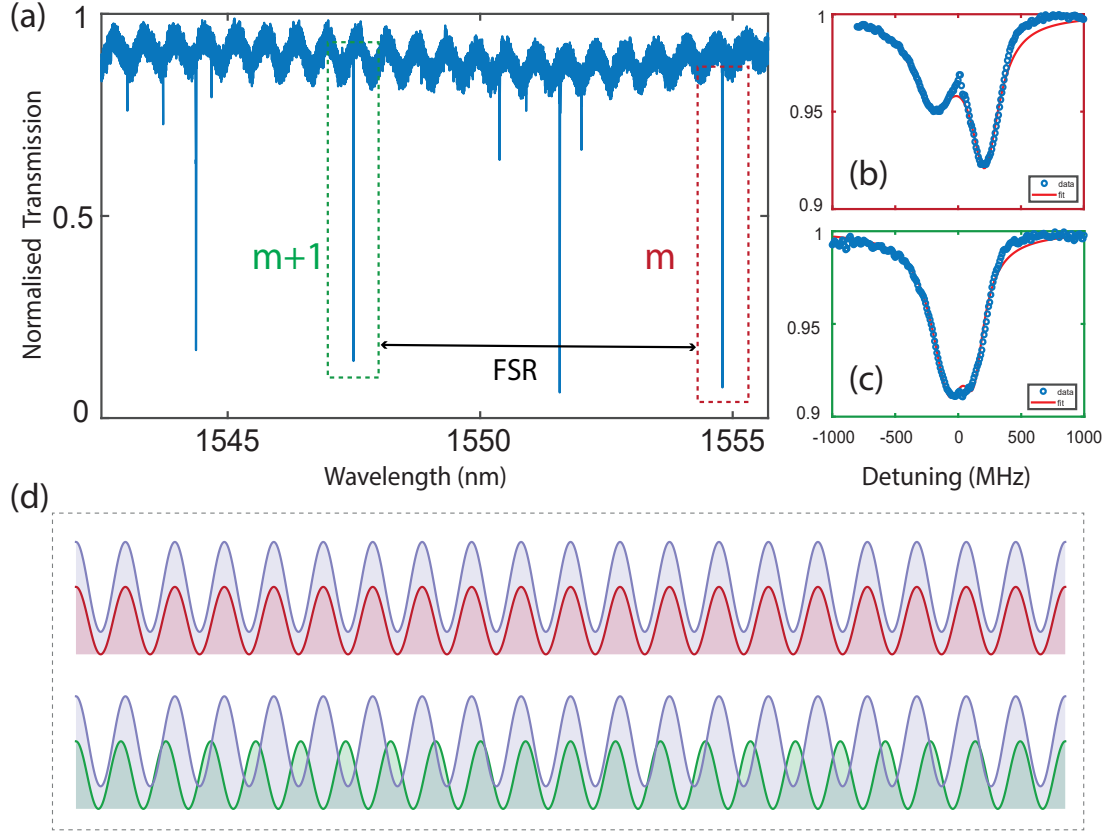 (a)
1
0.5
0
Normalised Transmission
m+1
m
FSR
1545
1550
1555
Wavelength (nm)
1
0.95
0.9
(b)
data
fit
1
0.95
0.9
(c)
data
fit
-1000
-500
0
500
1000
Detuning (MHz)
(d)